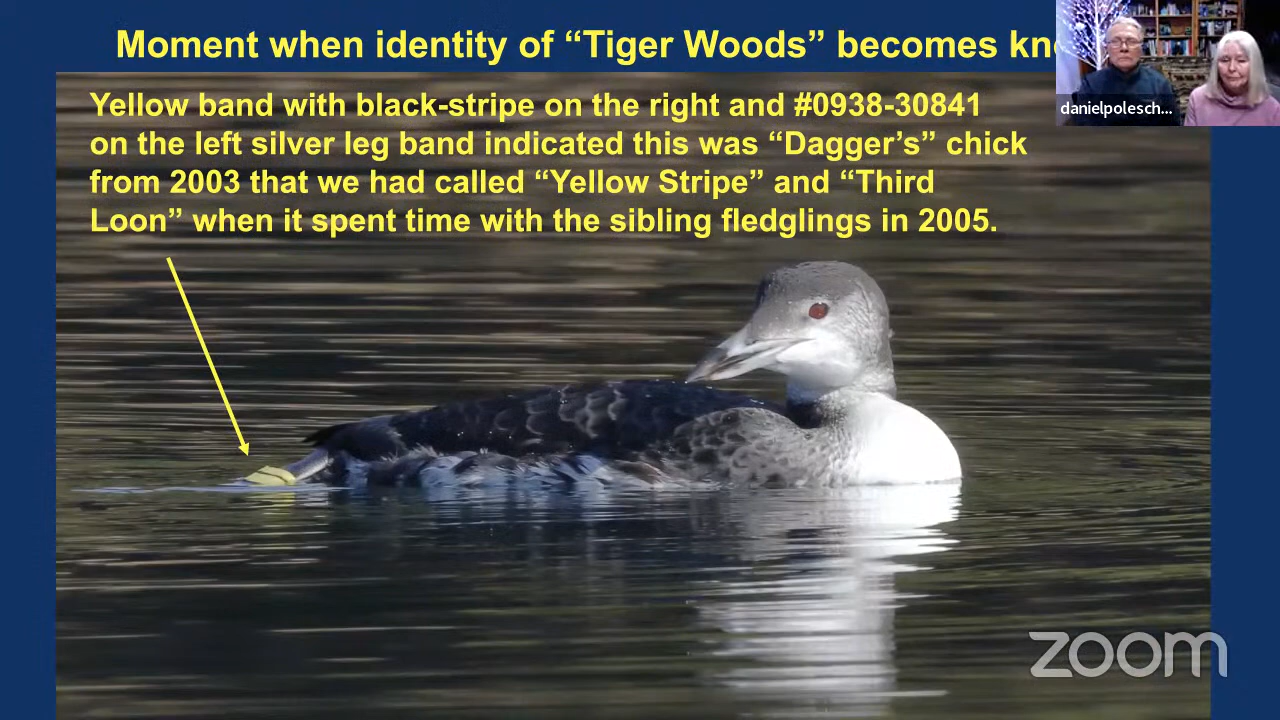 Moment when identity of “Tiger Woods” becomes
danielpolesch...
Yellow band with black-stripe on the right and #0938-30841
on the left silver leg band indicated this was “Dagger’s” chick
from 2003 that we had called “Yellow Stripe” and “Third
Loon” when it spent time with the sibling fledglings in 2005.
zoom